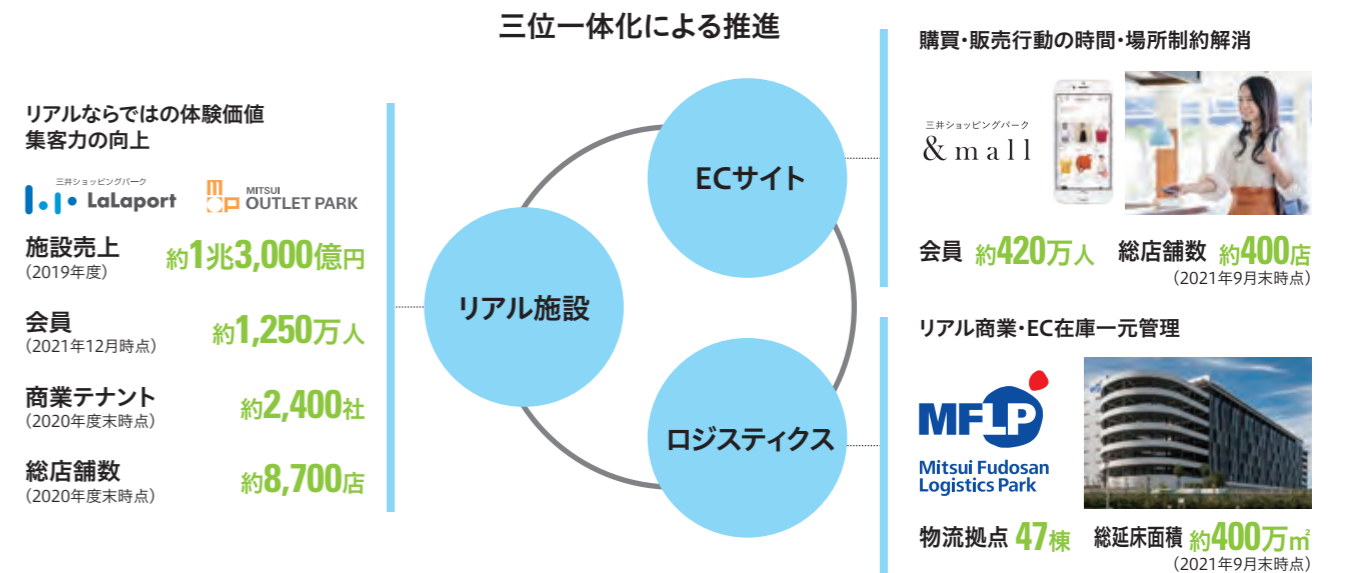 三位一体化による推進
リアルならではの体験価値
集客力の向上
三井ショッピングパーク
LaLaport
MITSUI
OUTLET PARK
施設売上
(2019年度)
約1兆3,000億円
会員
(2021年12月時点)
約1,250万人
商業テナント
(2020年度末時点)
約2,400社
総店舗数
(2020年度末時点)
約8,700店
リアル施設
ECサイト
ロジスティクス
購買・販売行動の時間・場所制約解消
三井ショッピングパーク
&mall
会員 約420万人 総店舗数 約400店
(2021年9月末時点)
リアル商業・EC在庫一元管理
MFLP
Mitsui Fudosan
Logistics Park
物流拠点 47棟 総延床面積 約400万㎡
(2021年9月末時点)